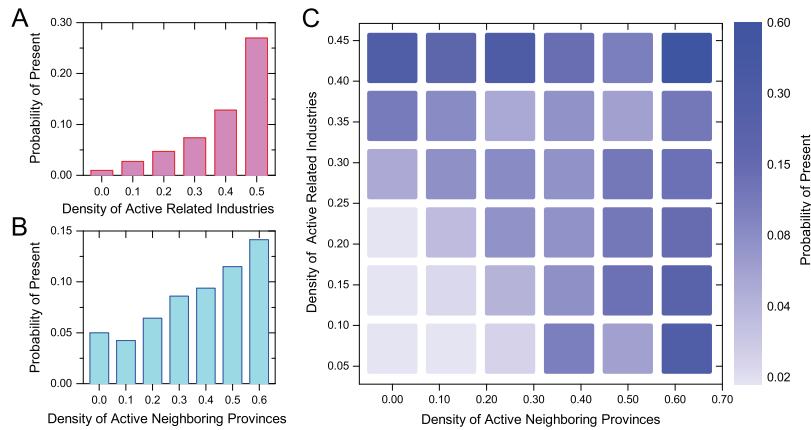 A
0.30
0.20
0.10
0.00
Probability of Present
0.0 0.1 0.2 0.3 0.4 0.5
Density of Active Related Industries
B
0.15
0.10
0.05
0.00
Probability of Present
0.0 0.1 0.2 0.3 0.4 0.5 0.6
Density of Active Neighboring Provinces
C
0.45
0.40
0.35
0.30
0.25
0.20
0.15
0.10
0.05
Density of Active Related Industries
0.00 0.10 0.20 0.30 0.40 0.50 0.60 0.70
Density of Active Neighboring Provinces
0.60
0.30
0.15
0.08
0.04
0.02
Probability of Present